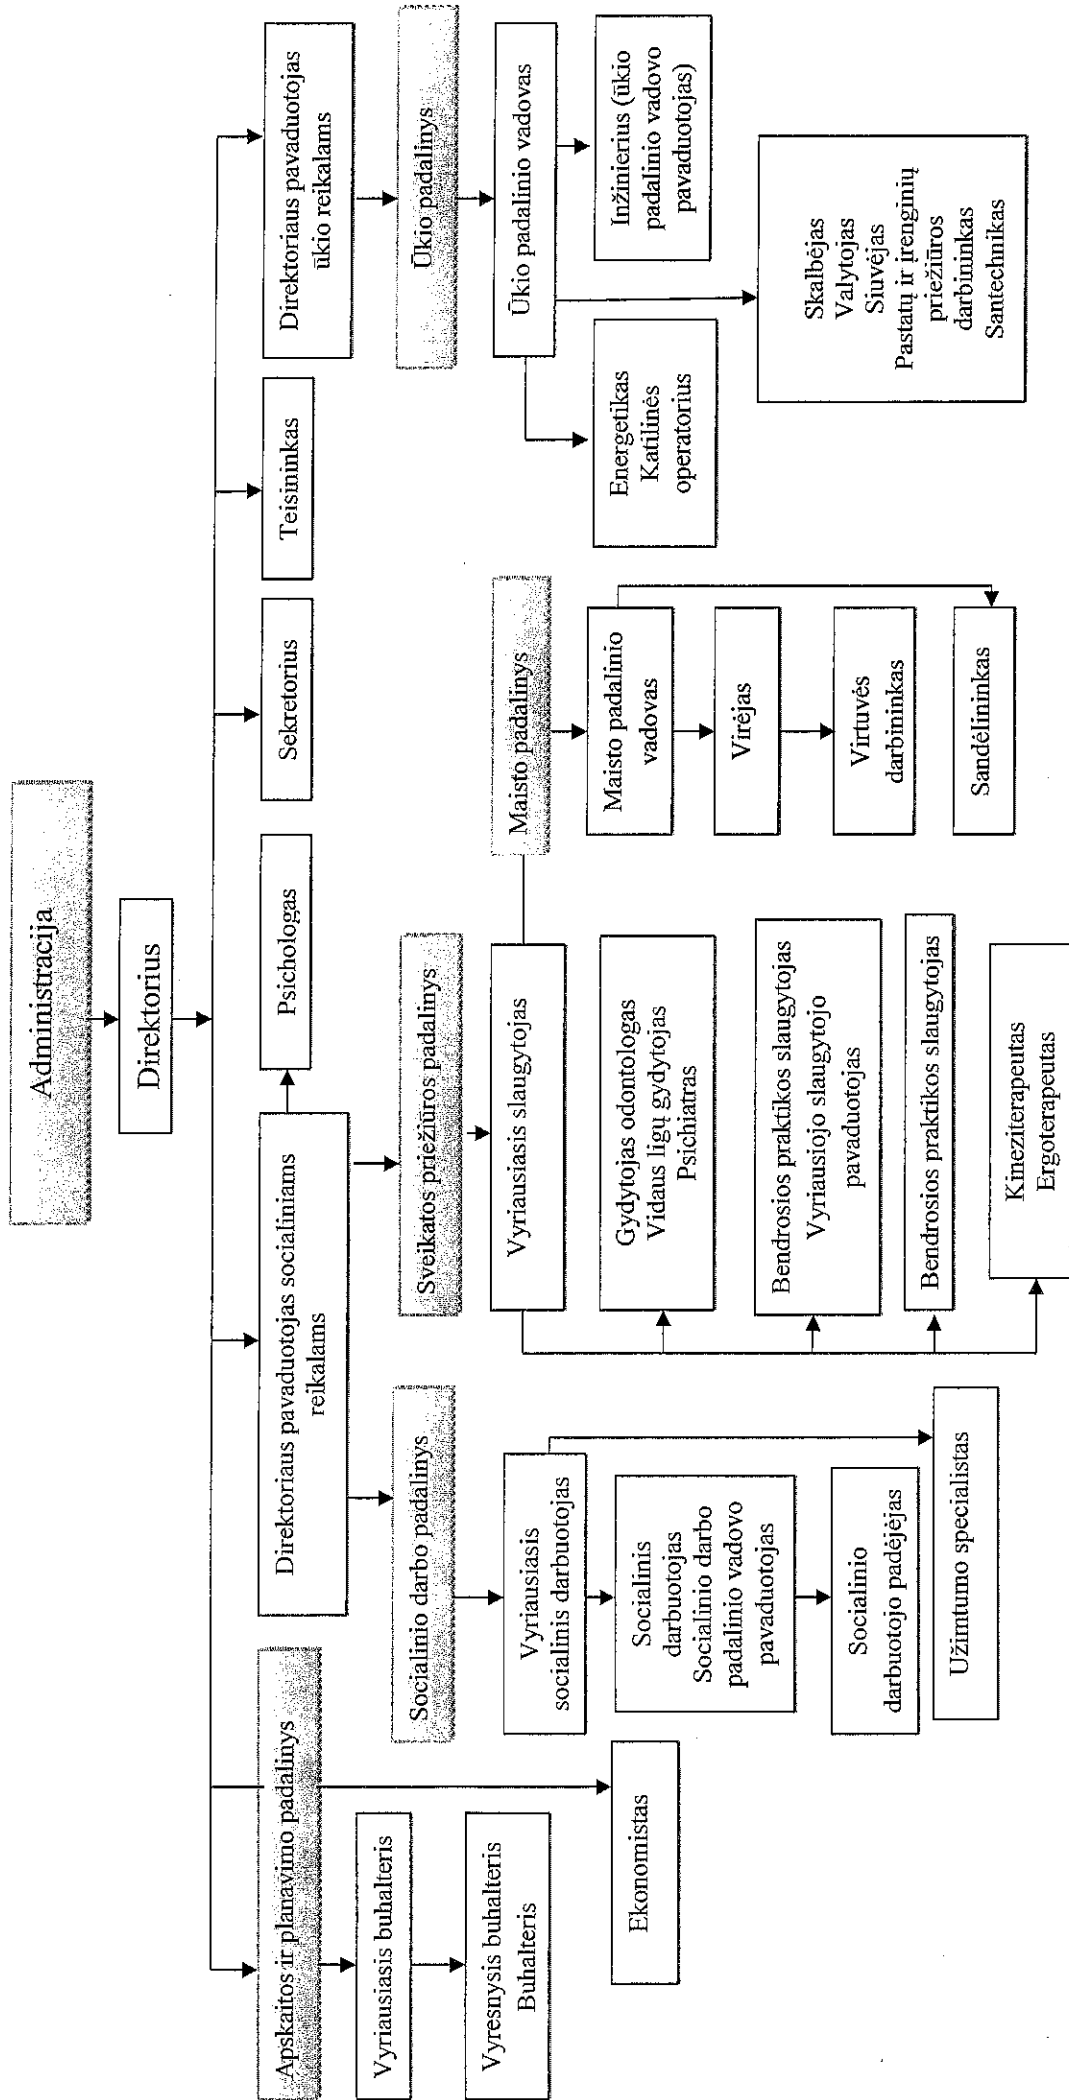 Administracija
Direktorius
Apskaitos ir planavimo padalinys
Vyriausiasis buhalteris
Vyresnysis buhalteris
Buhalteris
Ekonomistas
Direktoriaus pavaduotojas socialiniams
reikalams
Psichologas
Sekretorius
Teisininkas
Direktoriaus pavaduotojas
ūkio reikalams
Socialinio darbo padalinys
Vyriausiasis
socialinis darbuotojas
Socialinis
darbuotojas
Socialinio darbo
padalinio vadovo
pavaduotojas
Socialinio
darbuotojo padėjėjas
Užimtumo specialistas
Sveikatos priežiūros padalinys
Vyriausiasis slaugytojas
Gydytojas odontologas
Vidaus ligų gydytojas
Psichiatras
Bendrosios praktikos slaugytojas
Vyriausiojo slaugytojo
pavaduotojas
Bendrosios praktikos slaugytojas
Kineziterapeutas
Ergoterapeutas
Maisto padalinys
Maisto padalinio
vadovas
Virėjas
Virtuvės
darbininkas
Sandėlininkas
Ūkio padalinys
Ūkio padalinio vadovas
Energetikas
Katilinės
operatorius
Inžinierius (ūkio
padalinio vadovo
pavaduotojas)
Skalbėjas
Valytojas
Siuvėjas
Pastatų ir įrenginių
priežiūros
darbininkas
Santechnikas